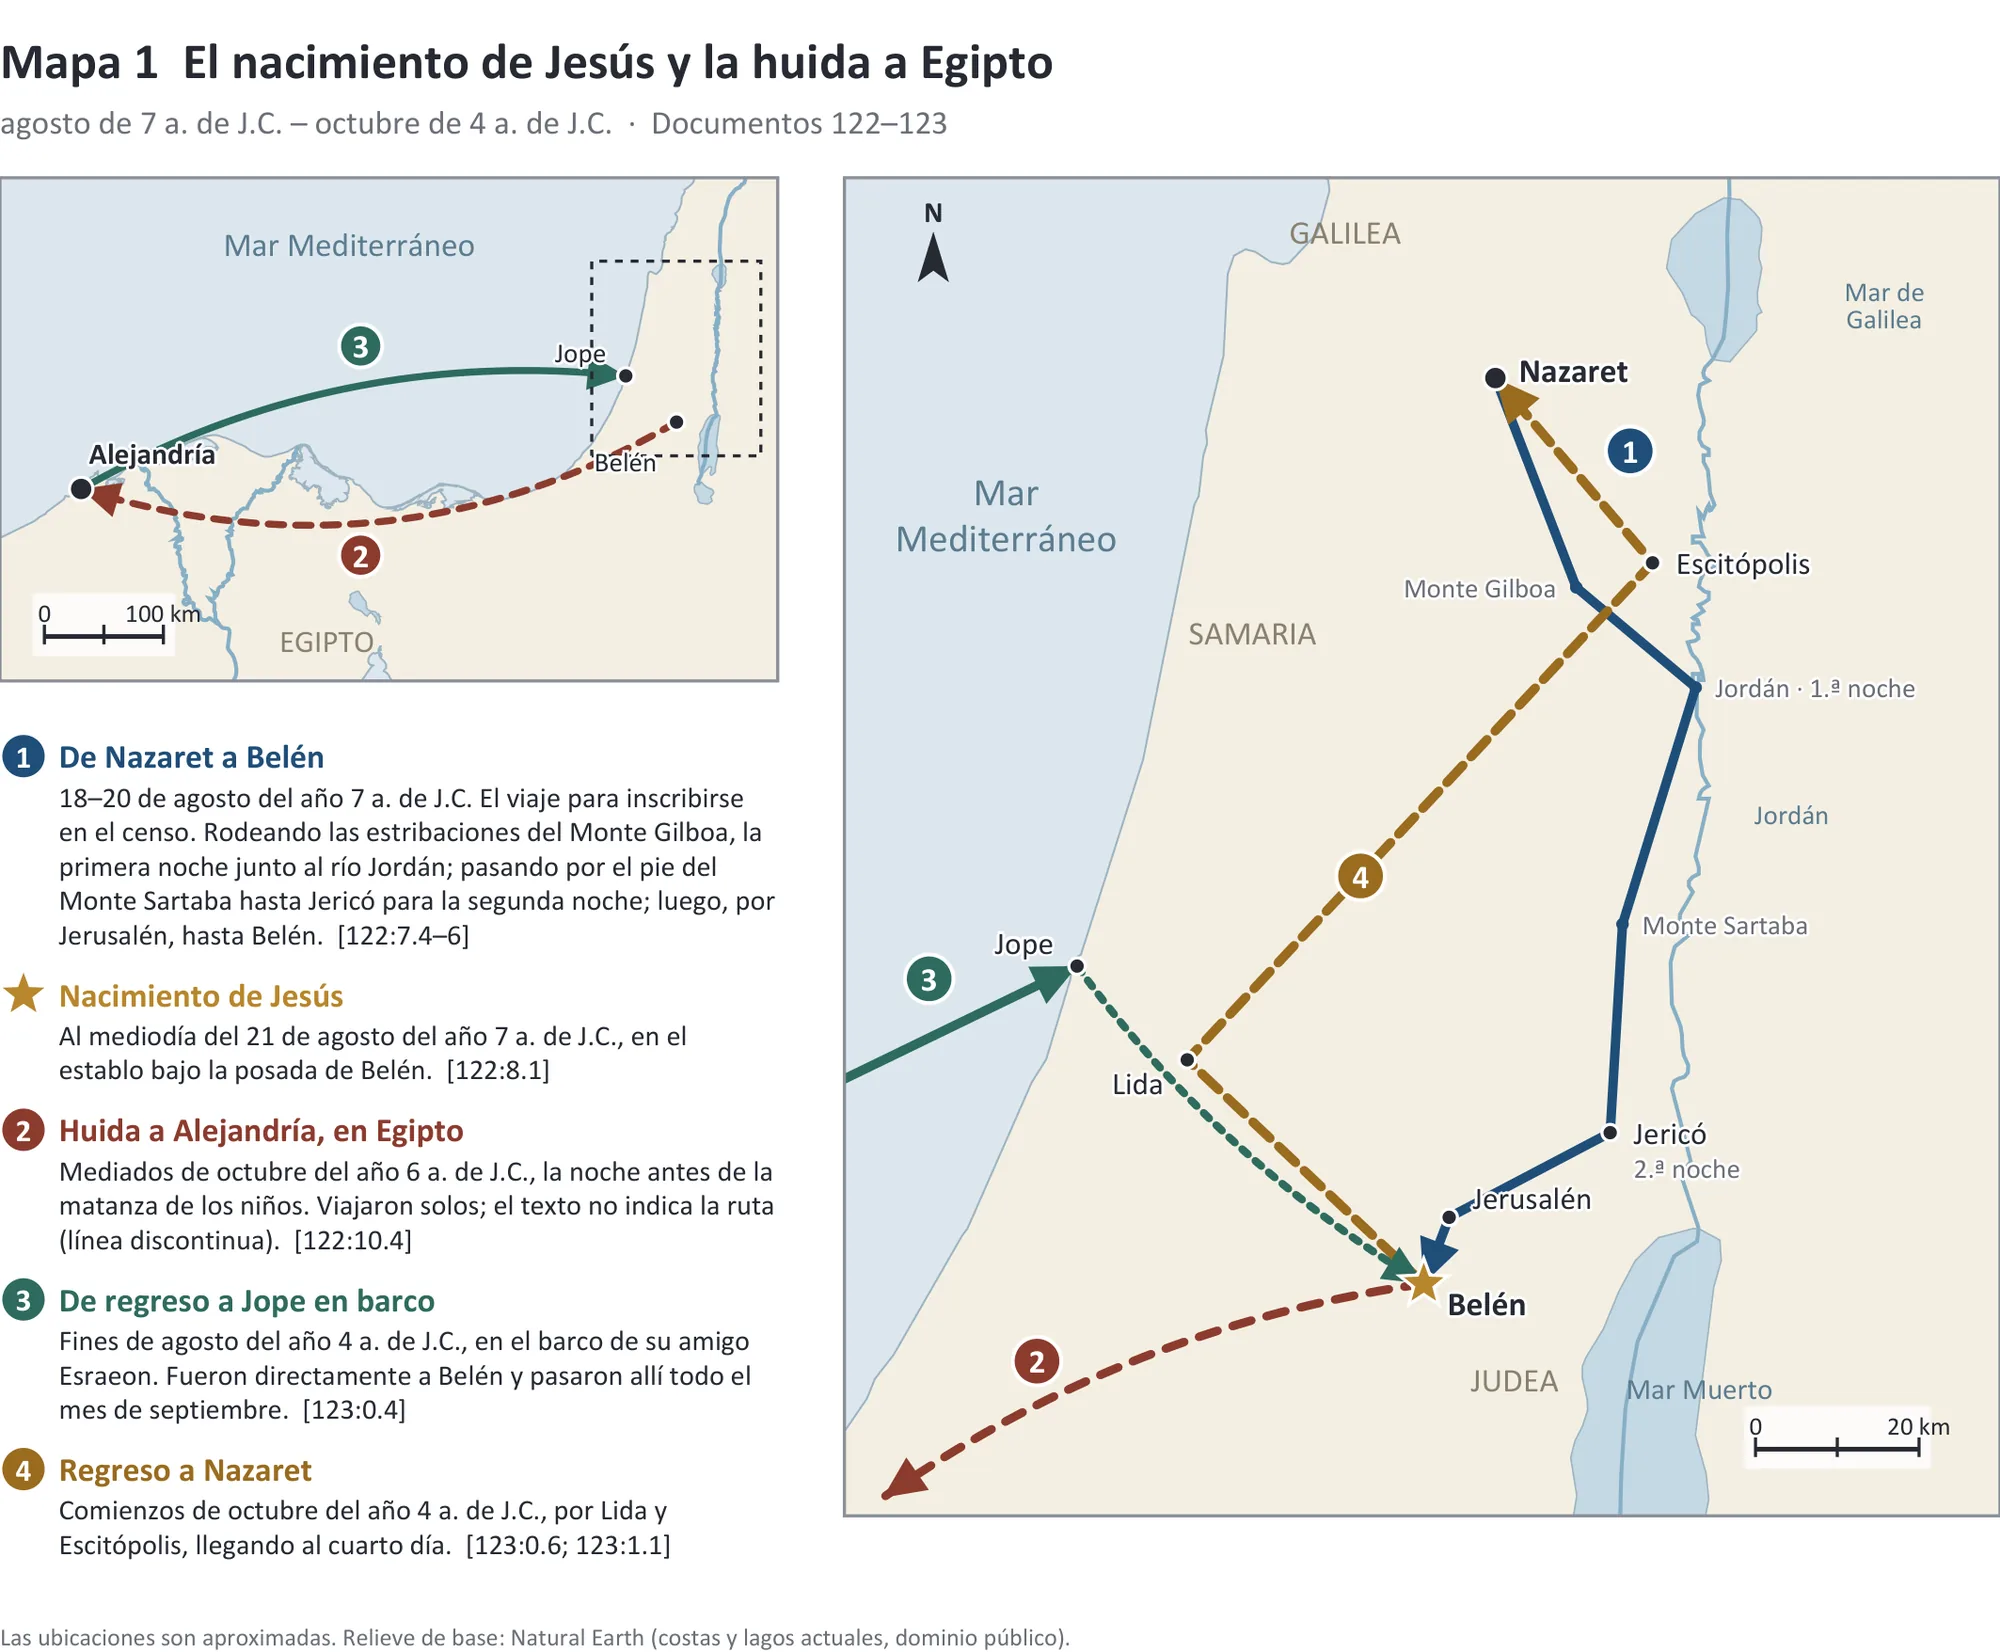 Mapa 1  El nacimiento de Jesús y la huida a Egipto
agosto de 7 a. de J.C. – octubre de 4 a. de J.C.  ·  Documentos 122–123
Mar Mediterráneo
3
Jope
Alejandría
Belén
2
0 100 km
EGIPTO
1 De Nazaret a Belén
18–20 de agosto del año 7 a. de J.C. El viaje para inscribirse
en el censo. Rodeando las estribaciones del Monte Gilboa, la
primera noche junto al río Jordán; pasando por el pie del
Monte Sartaba hasta Jericó para la segunda noche; luego, por
Jerusalén, hasta Belén.  [122:7.4–6]
Nacimiento de Jesús
Al mediodía del 21 de agosto del año 7 a. de J.C., en el
establo bajo la posada de Belén.  [122:8.1]
2 Huida a Alejandría, en Egipto
Mediados de octubre del año 6 a. de J.C., la noche antes de la
matanza de los niños. Viajaron solos; el texto no indica la ruta
(línea discontinua).  [122:10.4]
3 De regreso a Jope en barco
Fines de agosto del año 4 a. de J.C., en el barco de su amigo
Esraeon. Fueron directamente a Belén y pasaron allí todo el
mes de septiembre.  [123:0.4]
4 Regreso a Nazaret
Comienzos de octubre del año 4 a. de J.C., por Lida y
Escitópolis, llegando al cuarto día.  [123:0.6; 123:1.1]
N
GALILEA
Mar de
Galilea
Nazaret
1
Mar
Mediterráneo
Escitópolis
Monte Gilboa
SAMARIA
Jordán · 1.ª noche
Jordán
4
Monte Sartaba
Jope
3
Lida
Jericó
2.ª noche
Jerusalén
Belén
2
JUDEA
Mar Muerto
0 20 km
Las ubicaciones son aproximadas. Relieve de base: Natural Earth (costas y lagos actuales, dominio público).